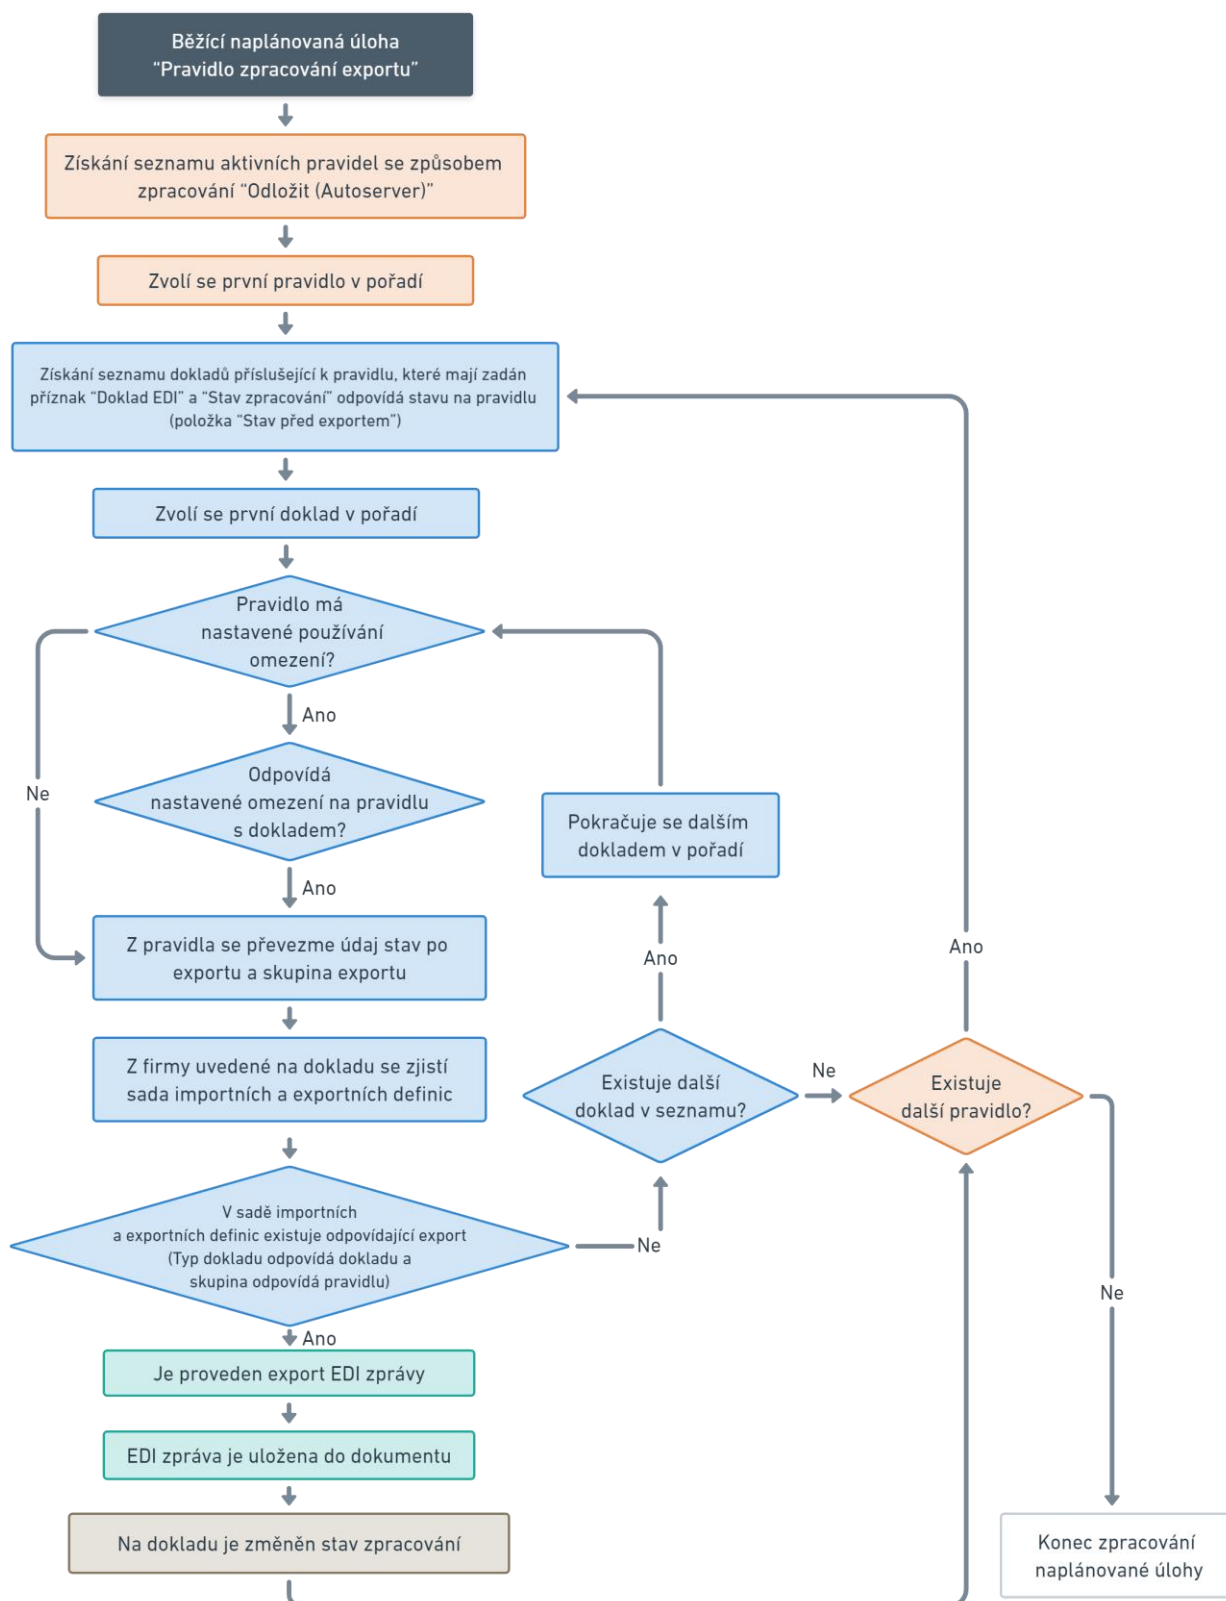 Běžící naplánovaná úloha
“Pravidlo zpracování exportu”
Získání seznamu aktivních pravidel se způsobem
zpracování “Odložit (Autoserver)”
Zvolí se první pravidlo v pořadí
Získání seznamu dokladů příslušející k pravidlu, které mají zadán
příznak “Doklad EDI” a “Stav zpracování” odpovídá stavu na pravidlu
(položka “Stav před exportem”)
Zvolí se první doklad v pořadí
Pravidlo má
nastavené používání
omezení?
Ano
Ne
Odpovídá
nastavené omezení na pravidlu
s dokladem?
Ano
Pokračuje se dalším
dokladem v pořadí
Z pravidla se převezme údaj stav po
exportu a skupina exportu
Ano
Ano
Z firmy uvedené na dokladu se zjistí
sada importních a exportních definic
Existuje další
doklad v seznamu?
Ne
Existuje
další pravidlo?
V sadě importních
a exportních definic existuje odpovídající export
(Typ dokladu odpovídá dokladu a
skupina odpovídá pravidlu)
Ne
Ne
Ano
Je proveden export EDI zprávy
EDI zpráva je uložena do dokumentu
Na dokladu je změněn stav zpracování
Konec zpracování
naplánované úlohy